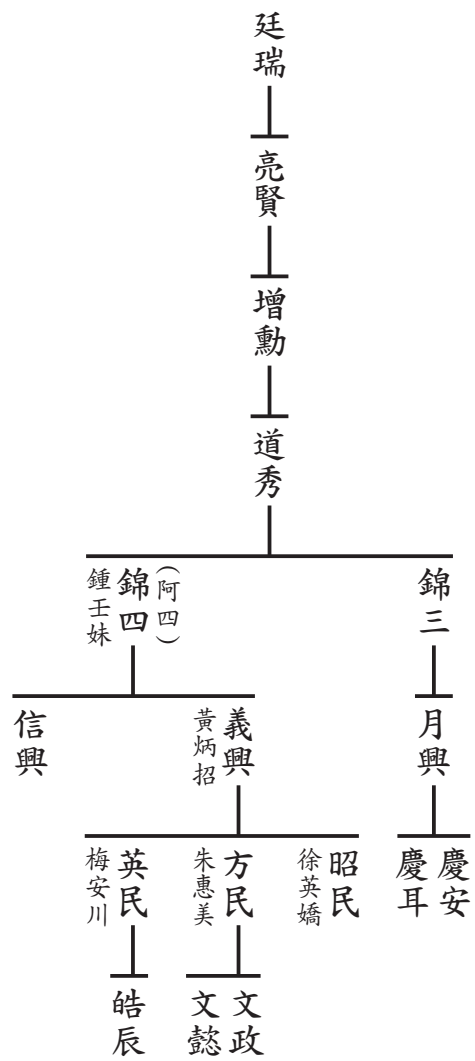 廷瑞
亮賢
增勳
道秀
錦三
錦四
(阿四)
鍾壬妹
月興
義興
黃炳招
信興
慶安
慶耳
昭民
徐英嬌
方民
朱惠美
英民
梅安川
文政
文懿
皓辰